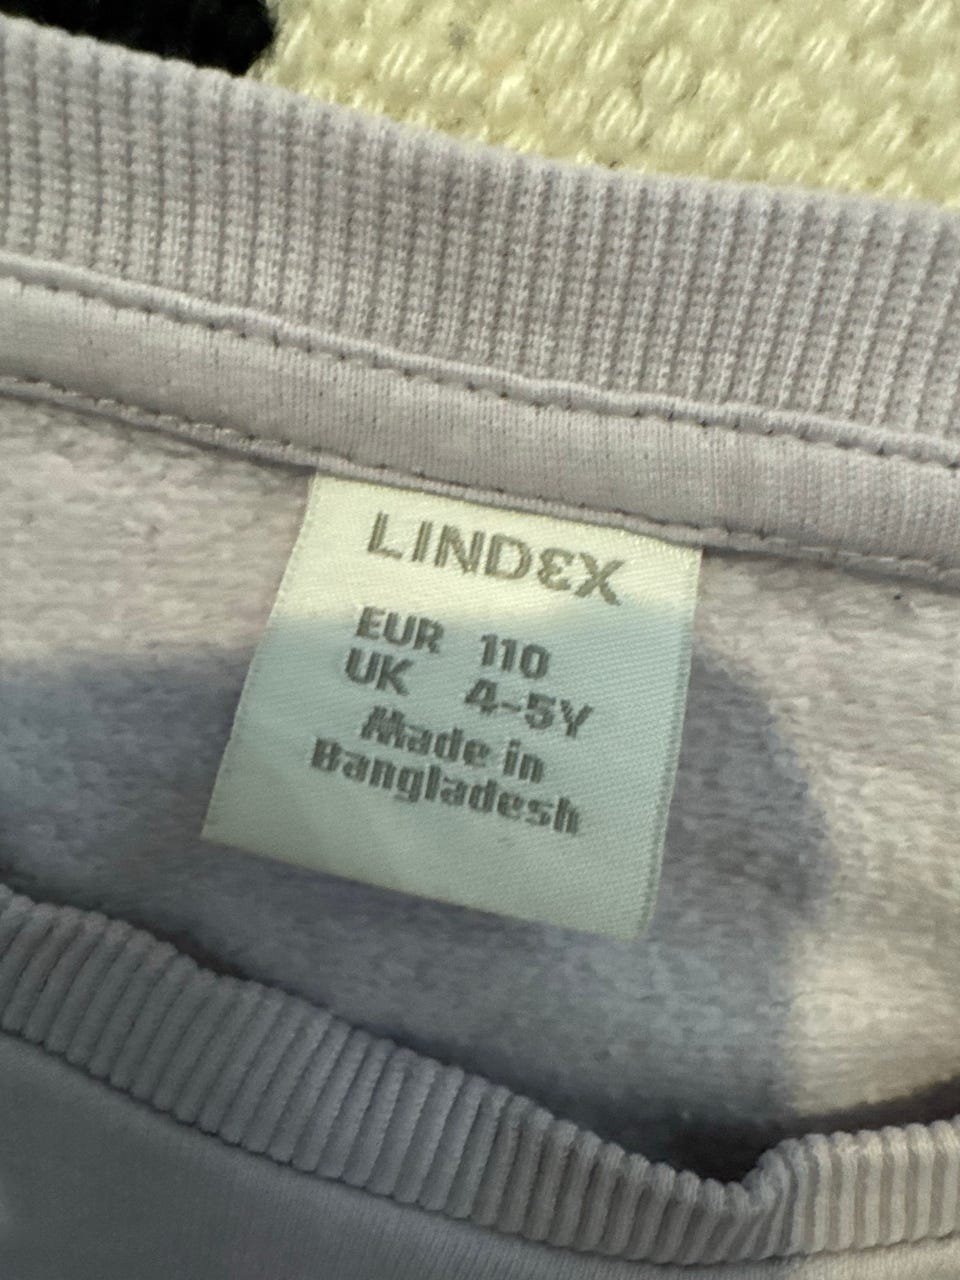 LINDEX
EUR 110
UK 4-5Y
Made in
Bangladesh